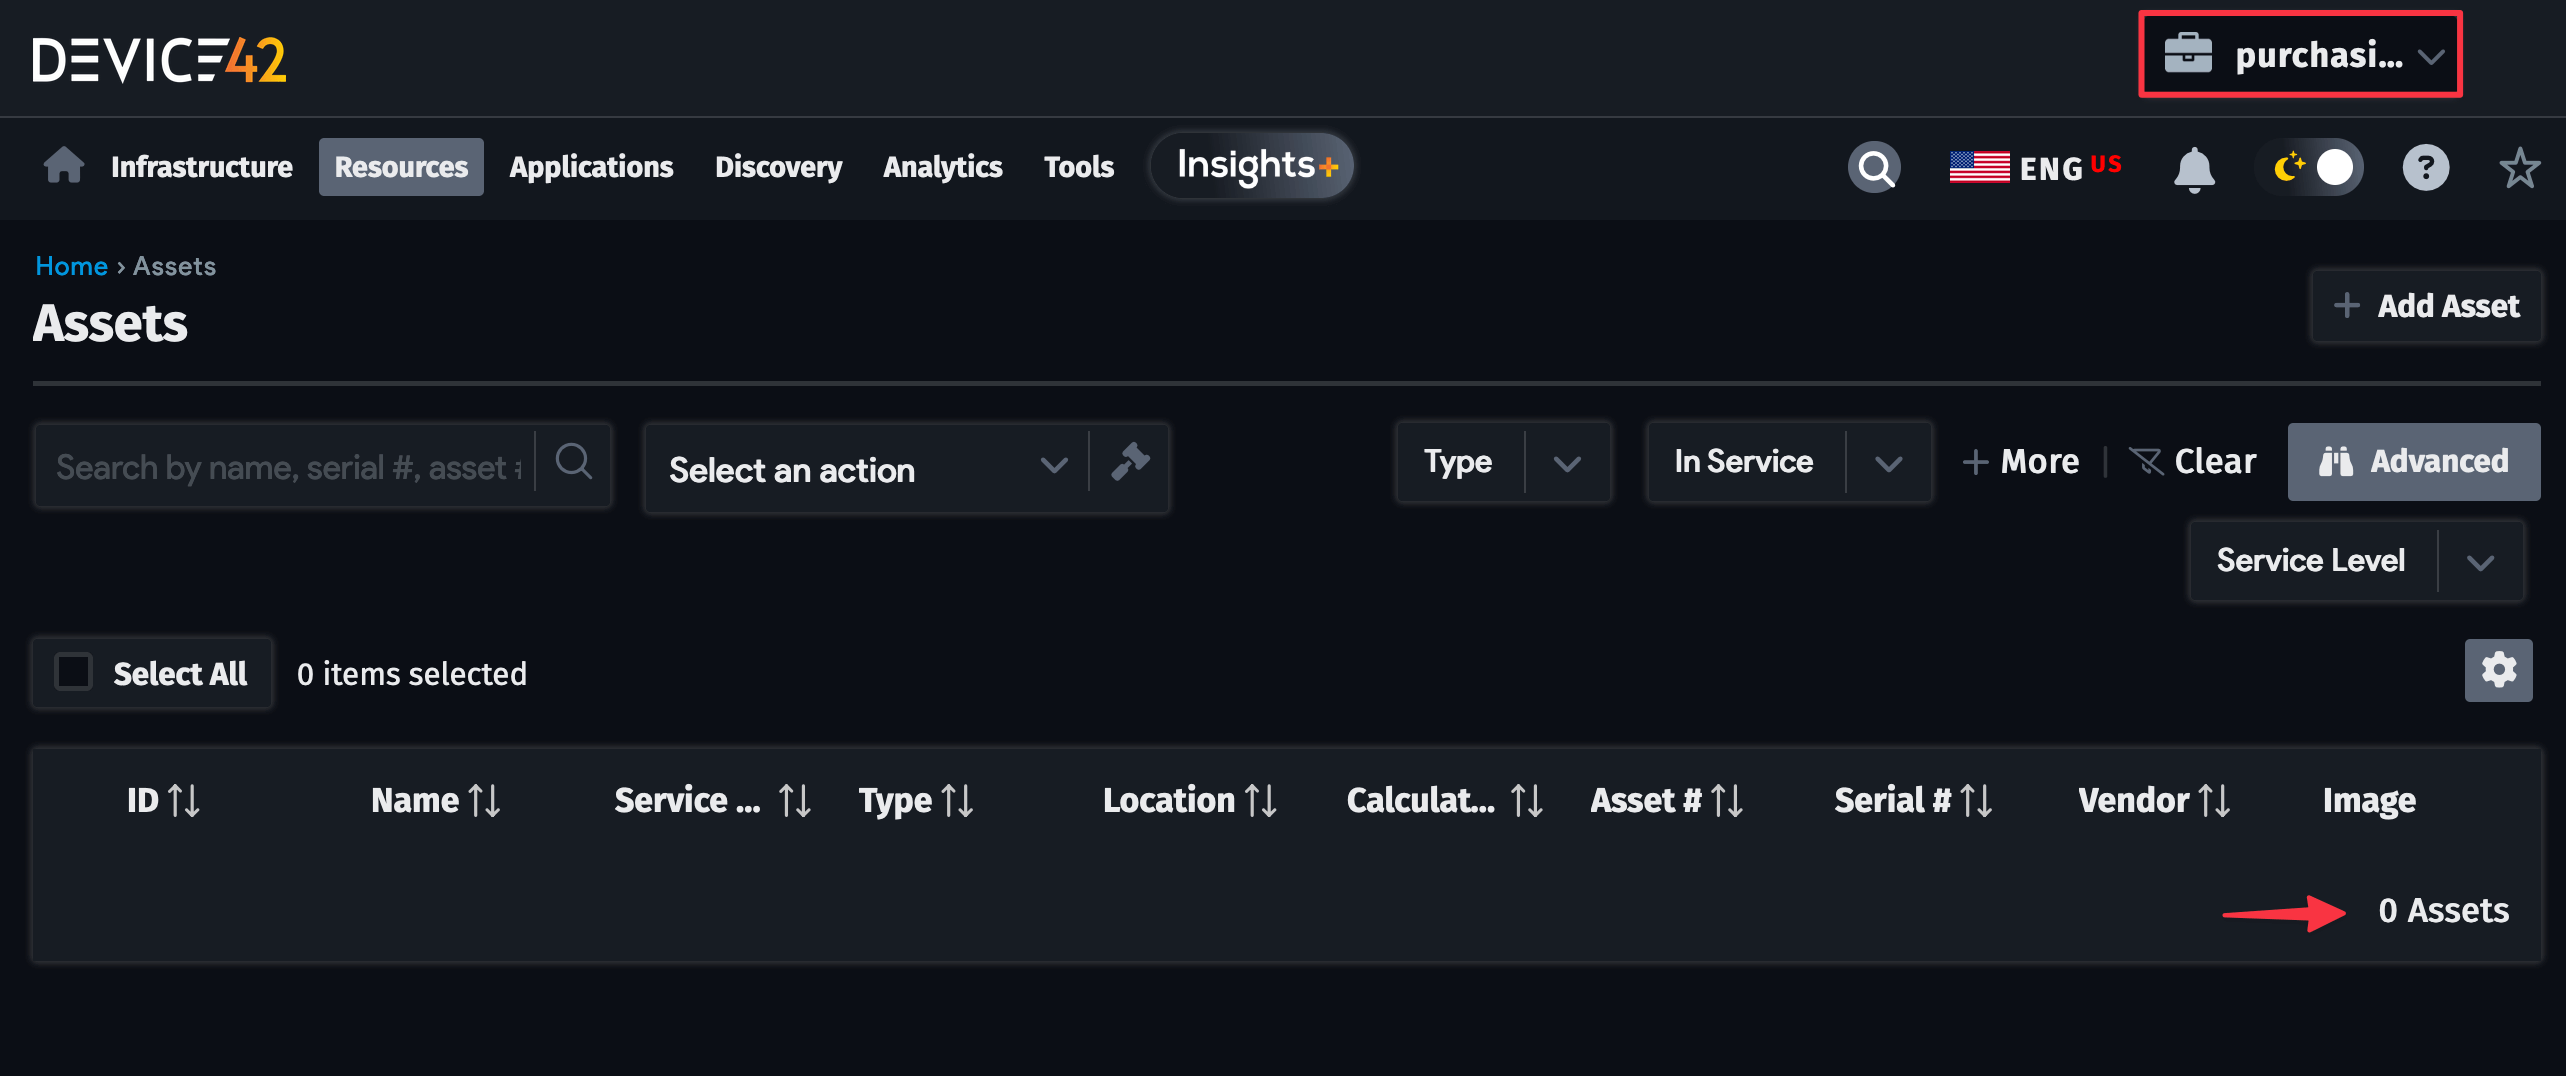 DEVICE42
purchasi...
Infrastructure Resources Applications Discovery Analytics Tools Insights+ ENG US ?
Home › Assets
Assets
+ Add Asset
Search by name, serial #, asset
Select an action
Type
In Service
+ More | Clear
Advanced
Service Level
Select All
0 items selected
ID Name Service ... Type Location Calculat... Asset # Serial # Vendor Image
0 Assets